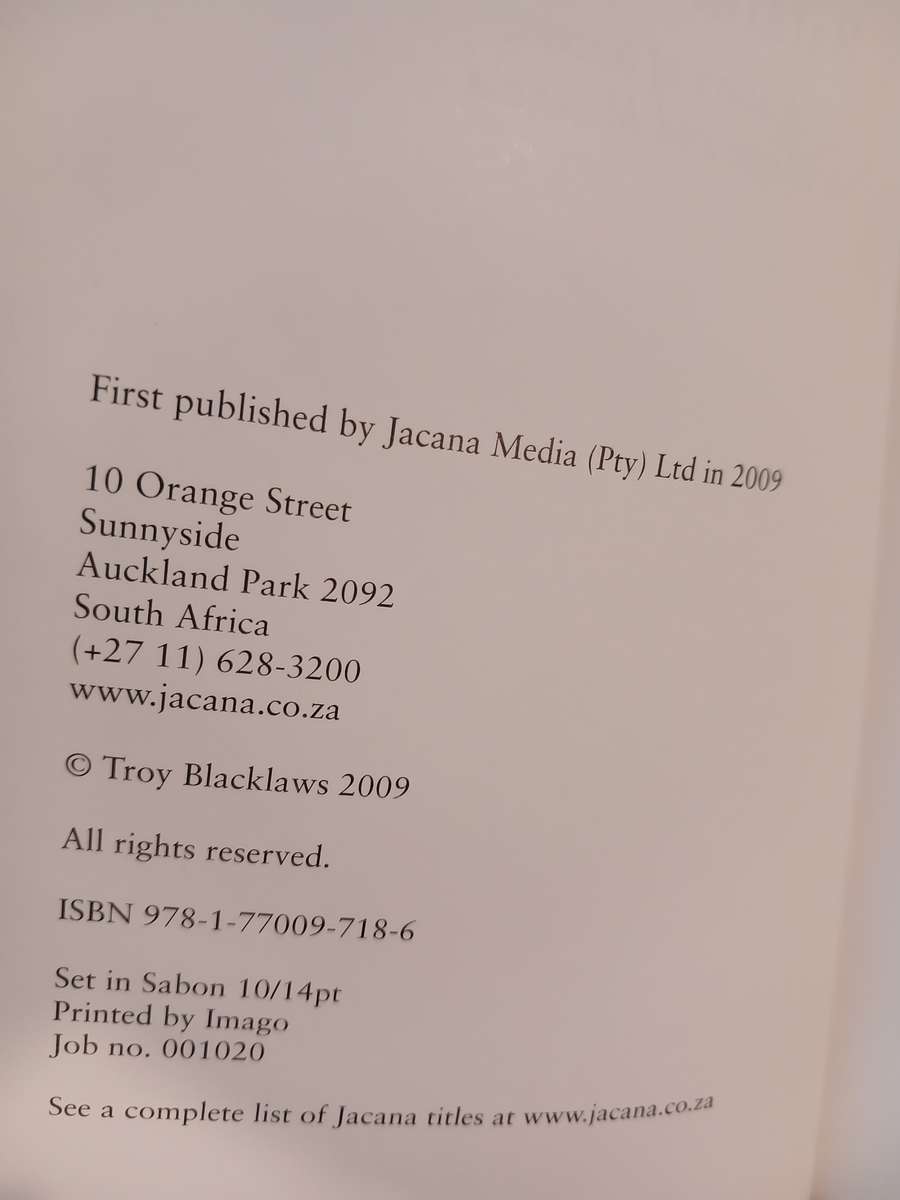 First published by Jacana Media (Pty) Ltd in 2009
10 Orange Street
Sunnyside
Auckland Park 2092
South Africa
(+27 11) 628-3200
www.jacana.co.za
© Troy Blacklaws 2009
All rights reserved.
ISBN 978-1-77009-718-6
Set in Sabon 10/14pt
Printed by Imago
Job no. 001020
See a complete list of Jacana titles at www.jacana.co.za